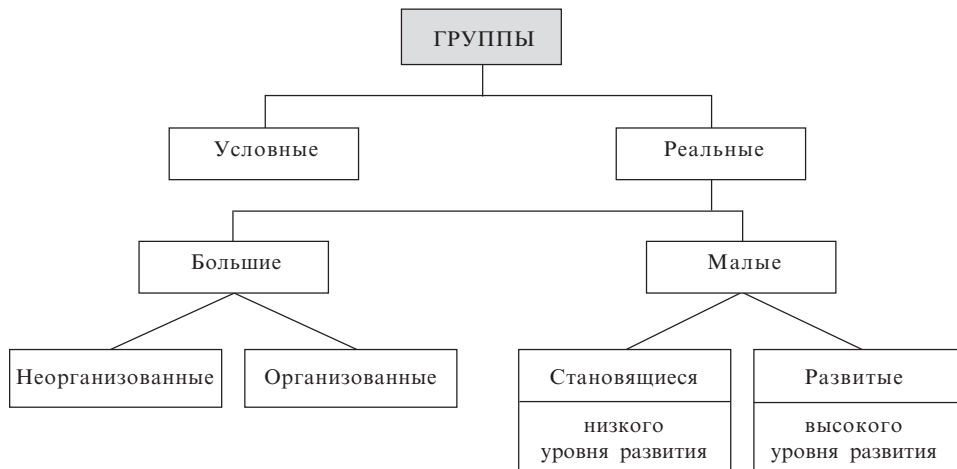 ГРУППЫ
Условные
Реальные
Большие
Малые
Неорганизованные
Организованные
Становящиеся
низкого
уровня развития
Развитые
высокого
уровня развития